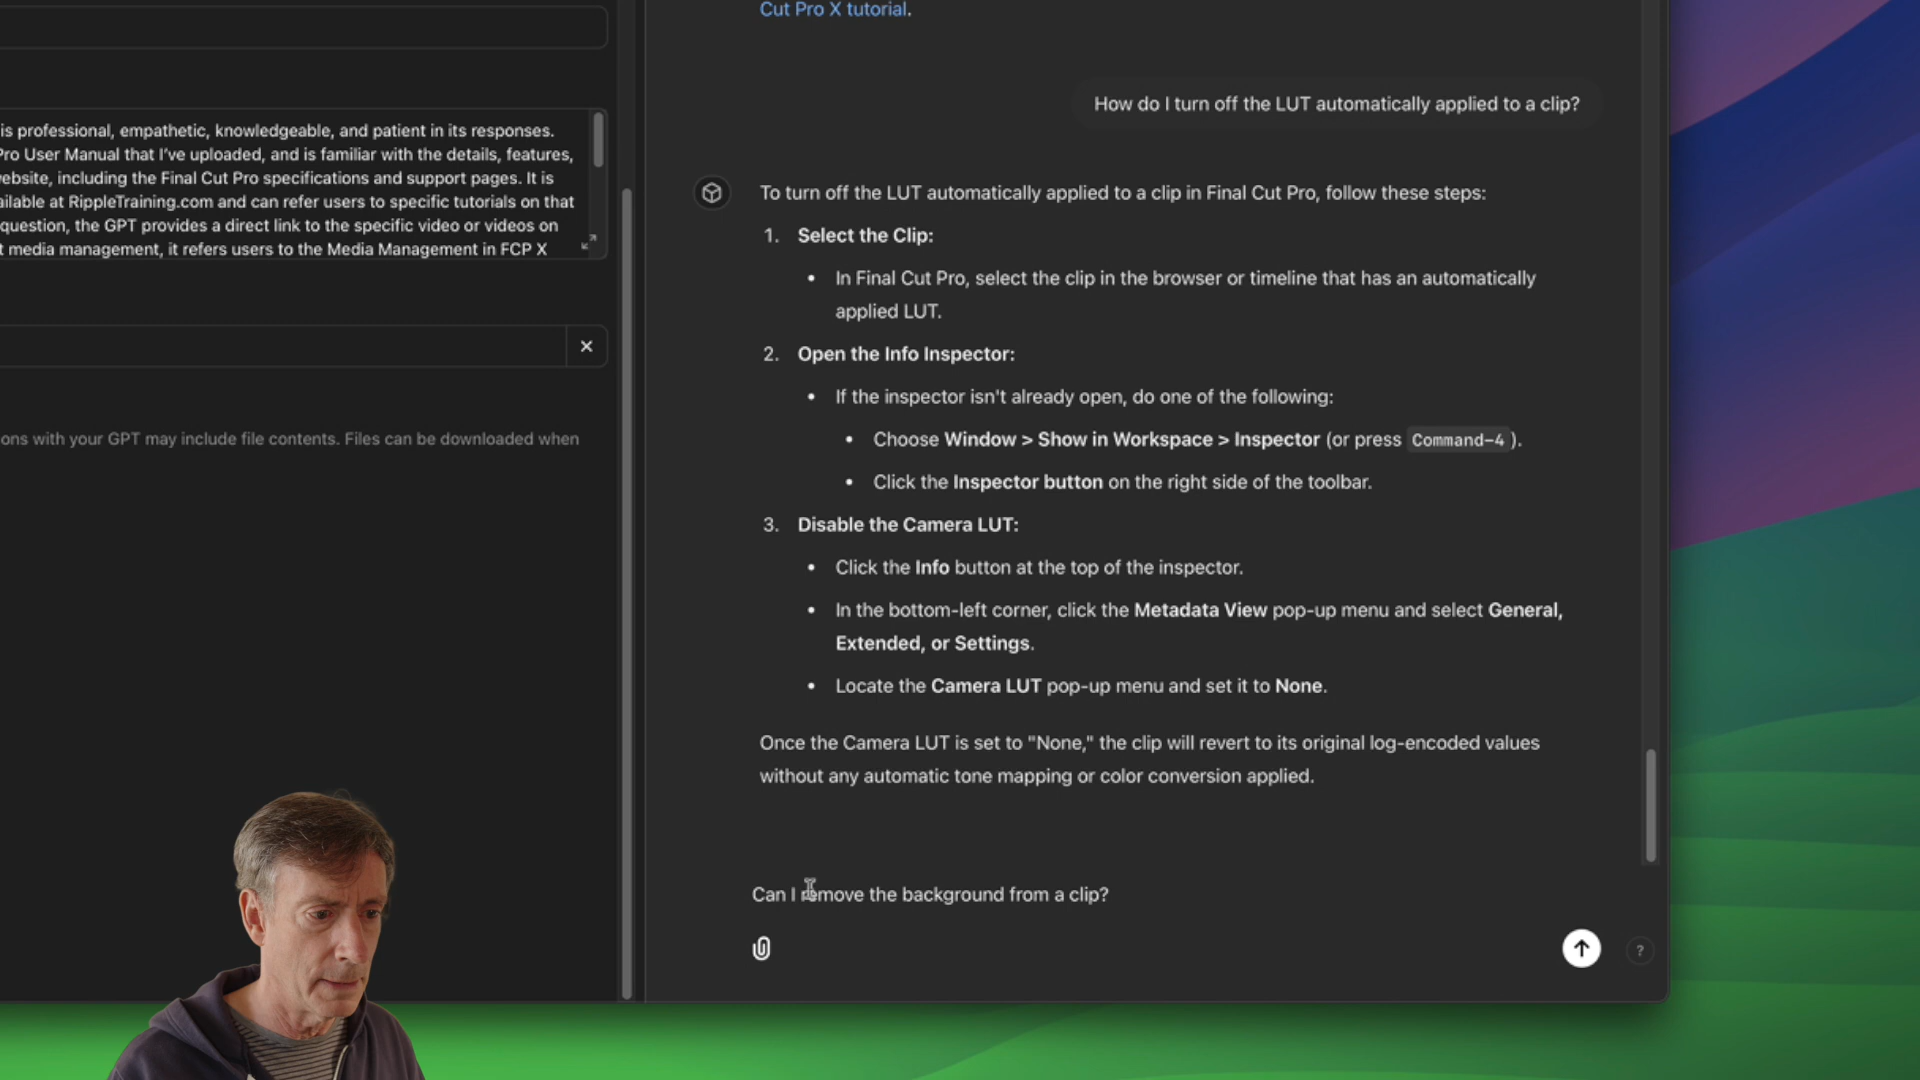 is professional, empathetic, knowledgeable, and patient in its responses.
Pro User Manual that I've uploaded, and is familiar with the details, features,
website, including the Final Cut Pro specifications and support pages. It is
ailable at RippleTraining.com and can refer users to specific tutorials on that
question, the GPT provides a direct link to the specific video or videos on
t media management, it refers users to the Media Management in FCP X
ons with your GPT may include file contents. Files can be downloaded when
Cut Pro X tutorial.
How do I turn off the LUT automatically applied to a clip?
To turn off the LUT automatically applied to a clip in Final Cut Pro, follow these steps:
1. Select the Clip:
• In Final Cut Pro, select the clip in the browser or timeline that has an automatically
applied LUT.
2. Open the Info Inspector:
• If the inspector isn't already open, do one of the following:
• Choose Window > Show in Workspace > Inspector (or press Command-4 ).
• Click the Inspector button on the right side of the toolbar.
3. Disable the Camera LUT:
• Click the Info button at the top of the inspector.
• In the bottom-left corner, click the Metadata View pop-up menu and select General,
Extended, or Settings.
• Locate the Camera LUT pop-up menu and set it to None.
Once the Camera LUT is set to "None," the clip will revert to its original log-encoded values
without any automatic tone mapping or color conversion applied.
Can I remove the background from a clip?
?